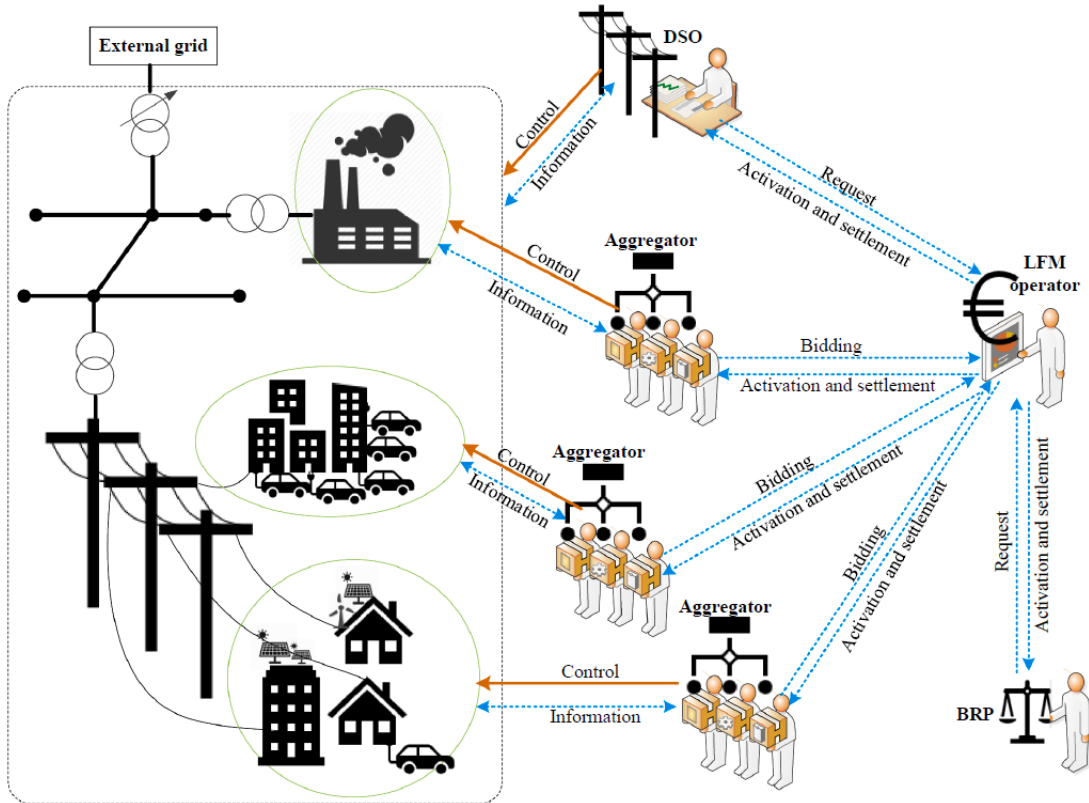 External grid
DSO
Control
Information
Request
Activation and settlement
Aggregator
Control
Information
LFM
operator
Bidding
Activation and settlement
Aggregator
Control
Information
Bidding
Activation and settlement
Bidding
Activation and settlement
Request
Activation and settlement
Aggregator
Control
Information
BRP